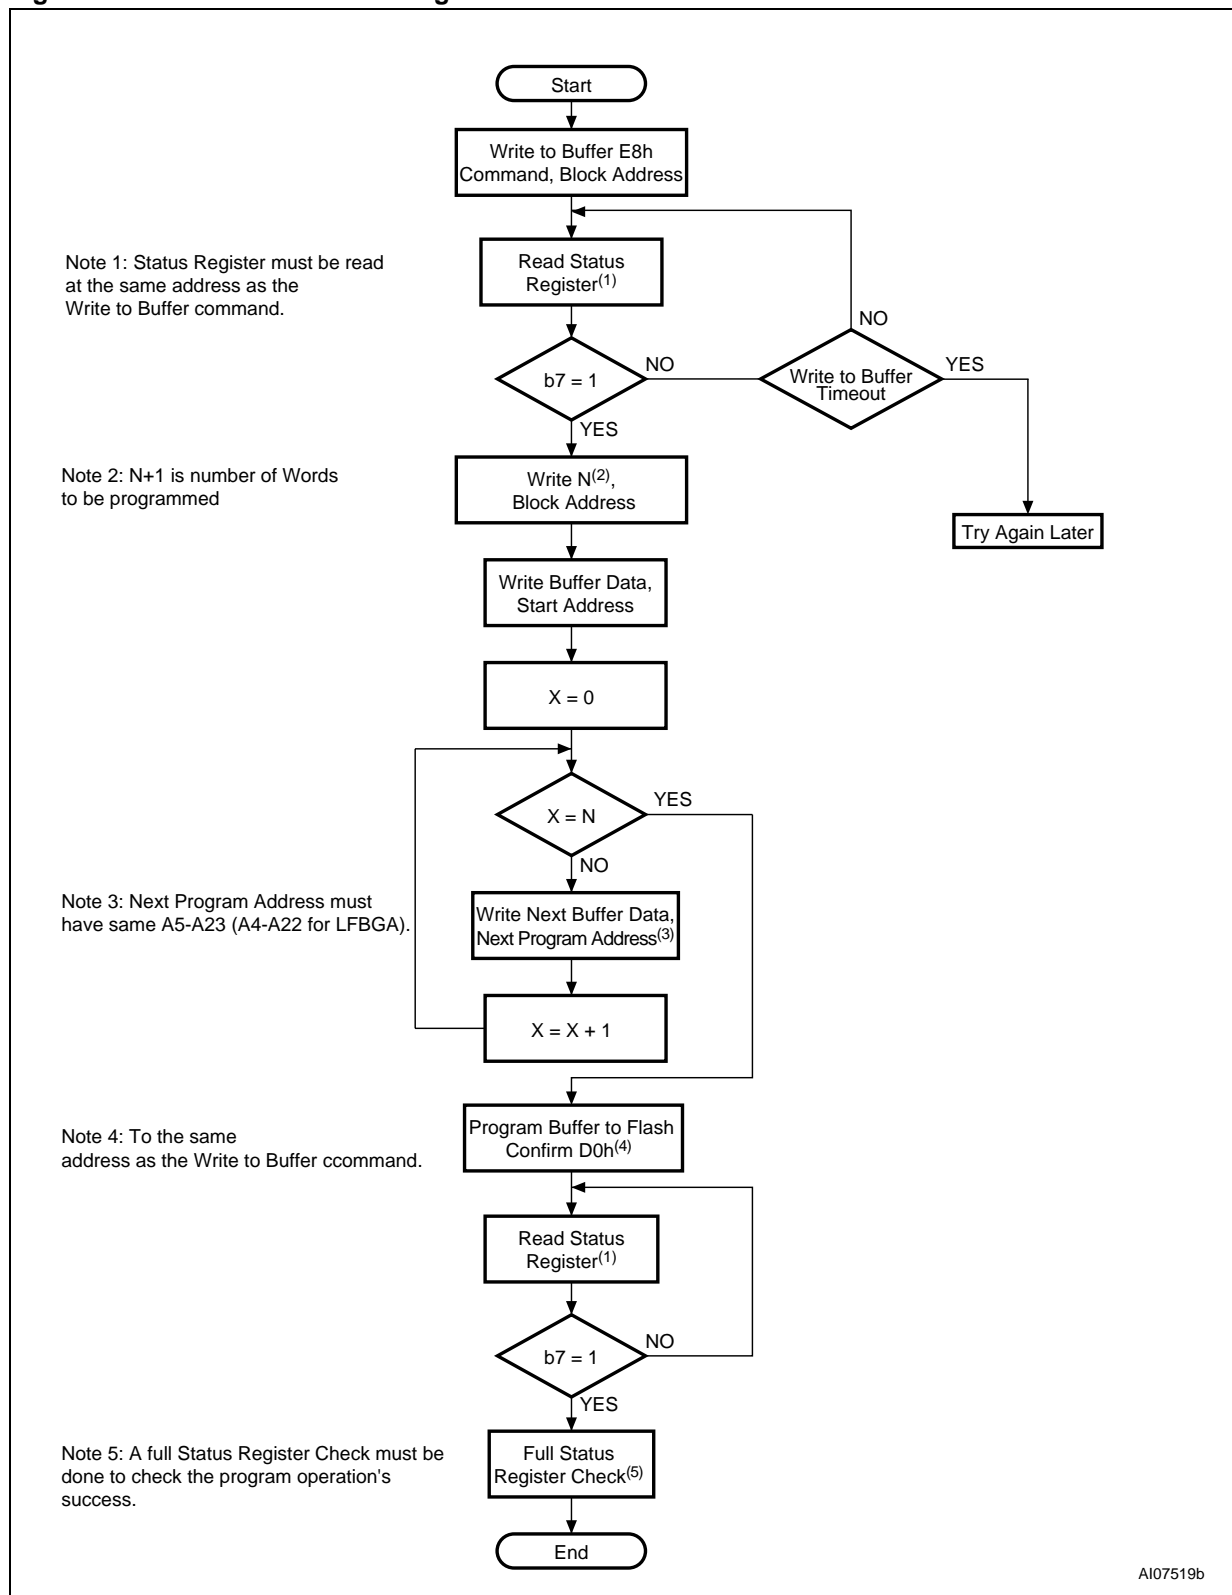 Start
Write to Buffer E8h
Command, Block Address
Note 1: Status Register must be read
at the same address as the
Write to Buffer command.
Read Status
Register(1)
NO
b7 = 1
NO
Write to Buffer
Timeout
YES
YES
Note 2: N+1 is number of Words
to be programmed
Write N(2),
Block Address
Try Again Later
Write Buffer Data,
Start Address
X = 0
X = N
YES
NO
Note 3: Next Program Address must
have same A5-A23 (A4-A22 for LFBGA).
Write Next Buffer Data,
Next Program Address(3)
X = X + 1
Note 4: To the same
address as the Write to Buffer ccommand.
Program Buffer to Flash
Confirm D0h(4)
Read Status
Register(1)
b7 = 1
NO
YES
Note 5: A full Status Register Check must be
done to check the program operation's
success.
Full Status
Register Check(5)
End
AI07519b